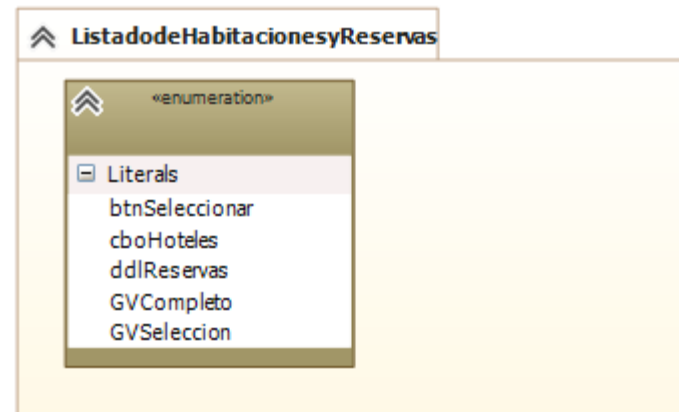 ListadodeHabitacionesyReservas
«enumeration»
Literals
btnSeleccionar
cboHoteles
ddlReservas
GVCompleto
GVSeleccion